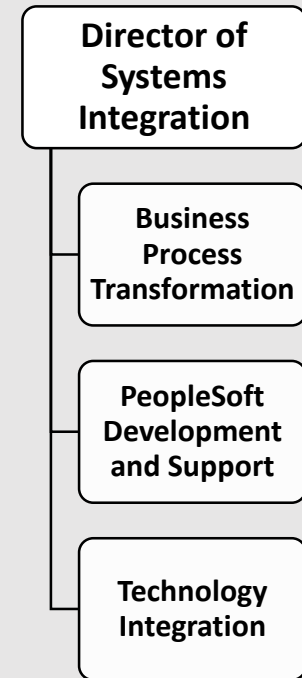 Director of
Systems
Integration
Business
Process
Transformation
PeopleSoft
Development
and Support
Technology
Integration